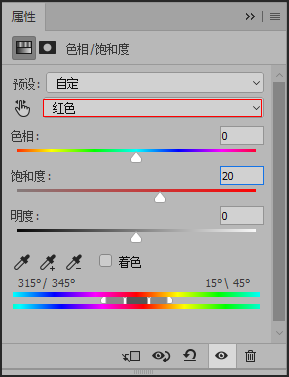 属性
色相/饱和度
预设: 自定
红色
色相: 0
饱和度: 20
明度: 0
着色
315°/ 345° 15°\ 45°